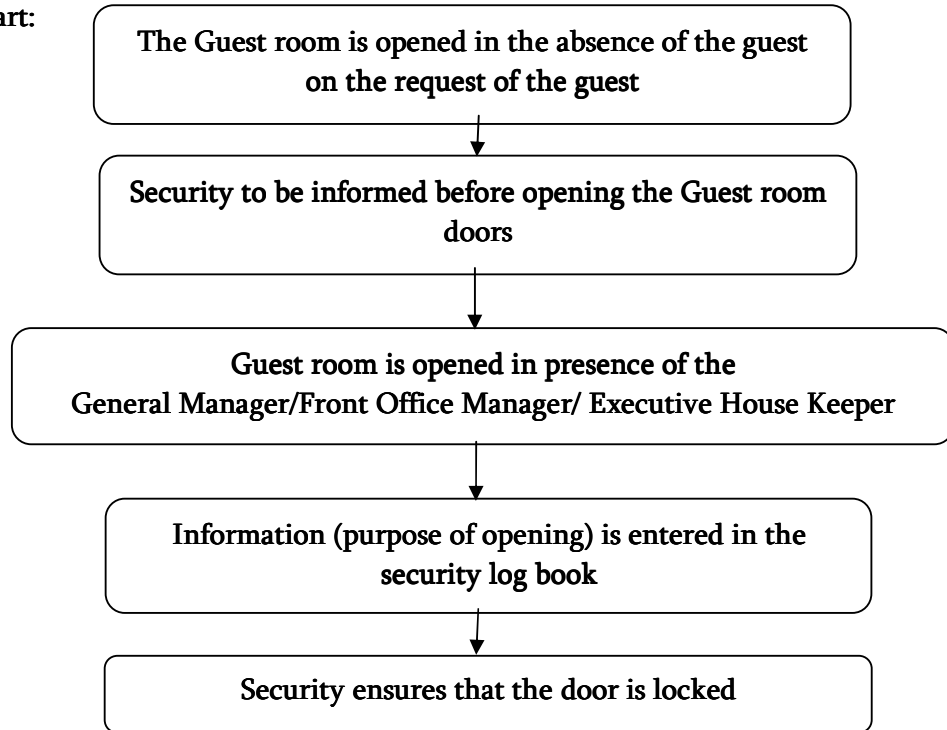 art:
The Guest room is opened in the absence of the guest
on the request of the guest
Security to be informed before opening the Guest room
doors
Guest room is opened in presence of the
General Manager/Front Office Manager/ Executive House Keeper
Information (purpose of opening) is entered in the
security log book
Security ensures that the door is locked